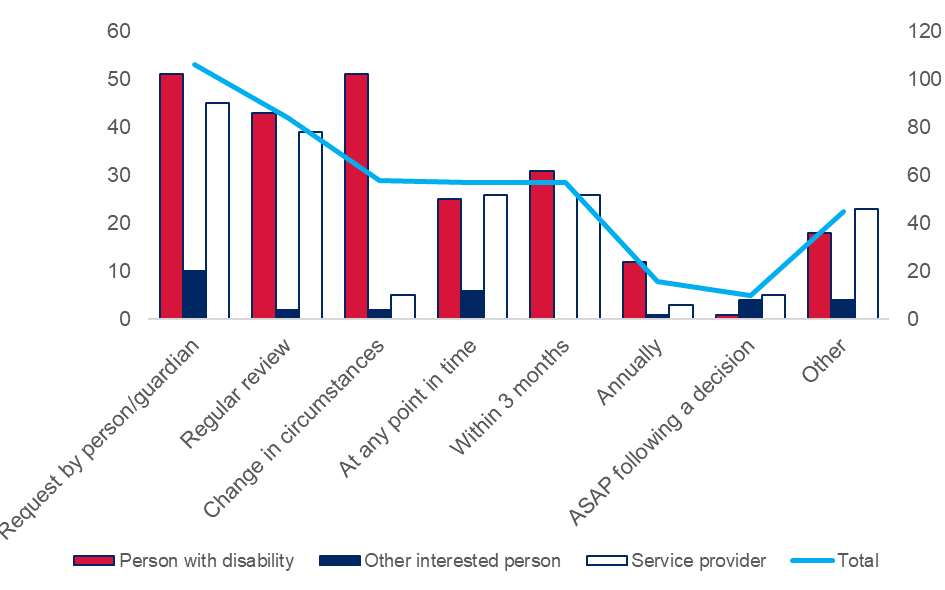 60
50
40
30
20
10
0
120
100
80
60
40
20
0
Request by person/guardian
Regular review
Change in circumstances
At any point in time
Within 3 months
Annually
ASAP following a decision
Other
Person with disability
Other interested person
Service provider
Total